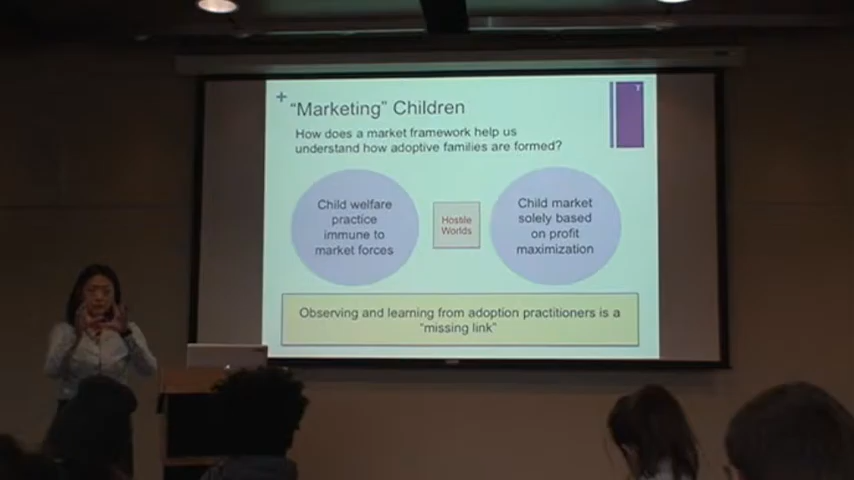 +
7
"Marketing" Children
How does a market framework help us
understand how adoptive families are formed?
Child welfare
practice
immune to
market forces
Hostile
Worlds
Child market
solely based
on profit
maximization
Observing and learning from adoption practitioners is a
"missing link"